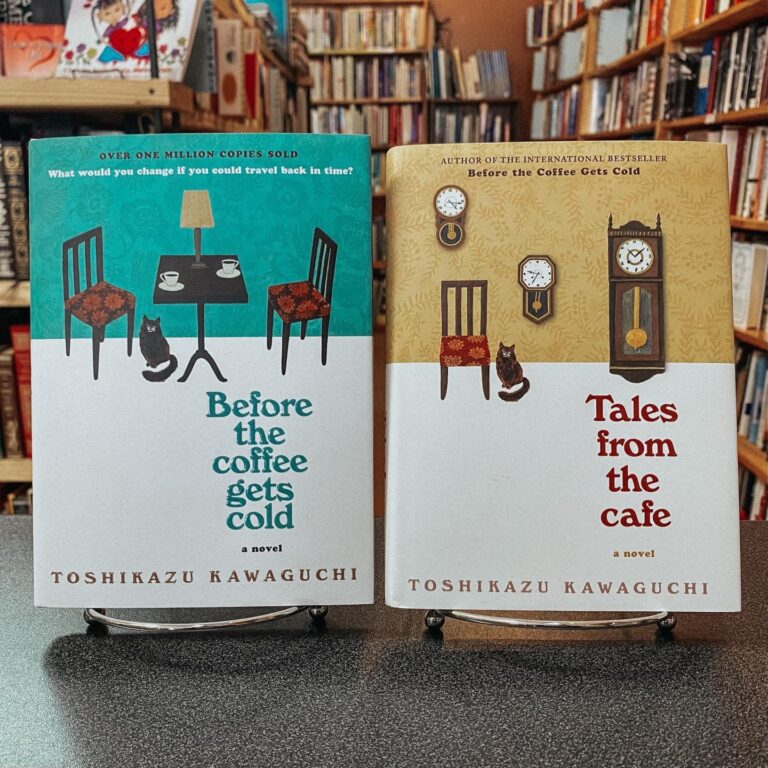 OVER ONE MILLION COPIES SOLD
What would you change if you could travel back in time?
Before
the
coffee
gets
cold
a novel
TOSHIKAZU KAWAGUCHI
AUTHOR OF THE INTERNATIONAL BESTSELLER
Before the Coffee Gets Cold
Tales
from
the
cafe
a novel
TOSHIKAZU KAWAGUCHI